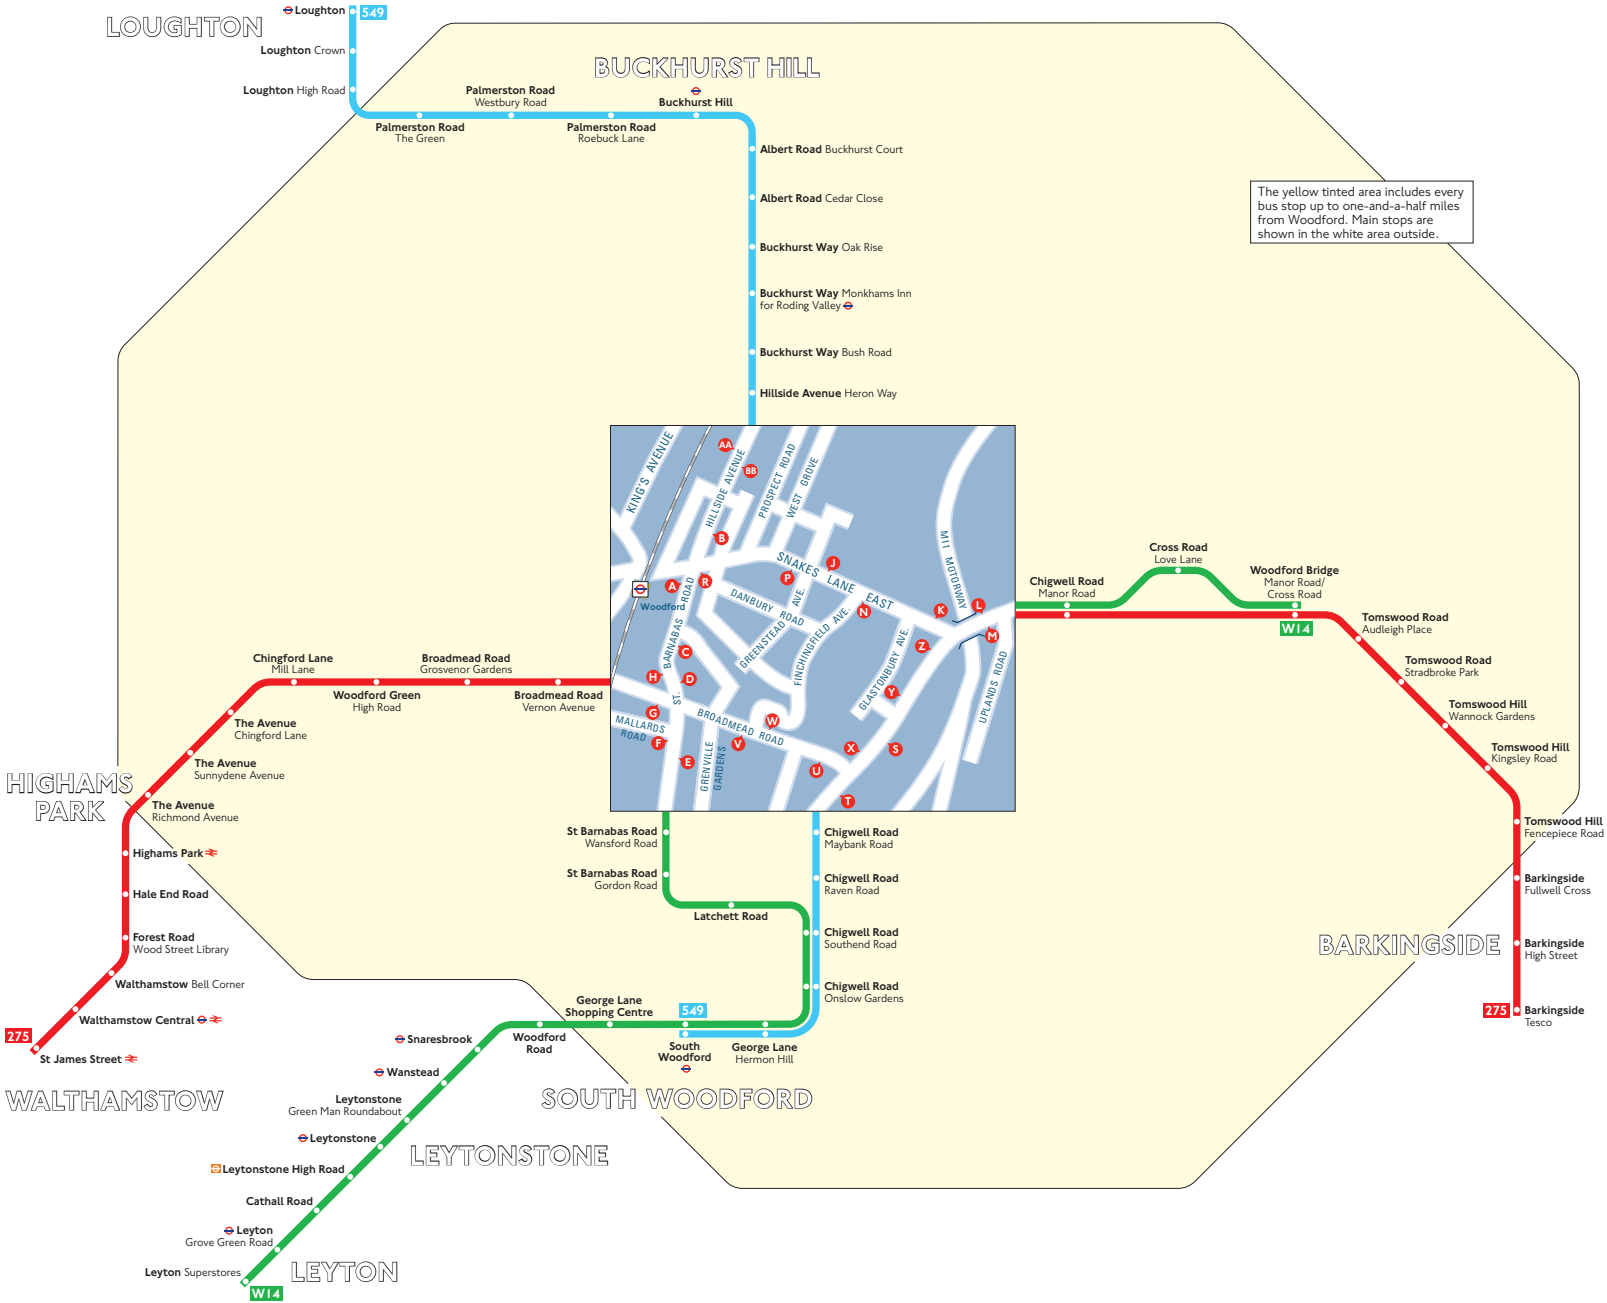 LOUGHTON
Loughton
549
Loughton Crown
Loughton High Road
BUCKHURST HILL
Palmerston Road
Westbury Road
Buckhurst Hill
Palmerston Road
The Green
Palmerston Road
Roebuck Lane
Albert Road Buckhurst Court
Albert Road Cedar Close
Buckhurst Way Oak Rise
Buckhurst Way Monkhams Inn
for Roding Valley
Buckhurst Way Bush Road
Hillside Avenue Heron Way
The yellow tinted area includes every
bus stop up to one-and-a-half miles
from Woodford. Main stops are
shown in the white area outside.
KING'S AVENUE
AA
BB
HILLSIDE AVENUE
PROSPECT ROAD
WEST GROVE
M11 MOTORWAY
B
SNAKES LANE EAST
J
P
A
R
Woodford
DANBURY ROAD
GREENSTEAD AVE.
FINCHINGFIELD AVE.
N
K
L
M
Z
ST. BARNABAS ROAD
C
H
D
GLASTONBURY AVE.
UPLANDS ROAD
Y
G
MALLARDS
ROAD
BROADMEAD ROAD
W
F
V
X
S
E
GRENVILLE
GARDENS
U
T
Chigwell Road
Manor Road
Cross Road
Love Lane
Woodford Bridge
Manor Road/
Cross Road
W14
Tomswood Road
Audleigh Place
Tomswood Road
Stradbroke Park
Tomswood Hill
Wannock Gardens
Tomswood Hill
Kingsley Road
Tomswood Hill
Fencepiece Road
Barkingside
Fullwell Cross
BARKINGSIDE
Barkingside
High Street
275
Barkingside
Tesco
Chingford Lane
Mill Lane
Broadmead Road
Grosvenor Gardens
Woodford Green
High Road
Broadmead Road
Vernon Avenue
The Avenue
Chingford Lane
The Avenue
Sunnydene Avenue
HIGHAMS
PARK
The Avenue
Richmond Avenue
Highams Park
Hale End Road
Forest Road
Wood Street Library
Walthamstow Bell Corner
Walthamstow Central
275
St James Street
WALTHAMSTOW
St Barnabas Road
Wansford Road
St Barnabas Road
Gordon Road
Latchett Road
Chigwell Road
Maybank Road
Chigwell Road
Raven Road
Chigwell Road
Southend Road
Chigwell Road
Onslow Gardens
George Lane
Shopping Centre
549
South
Woodford
George Lane
Hermon Hill
Woodford
Road
SOUTH WOODFORD
Snaresbrook
Wanstead
Leytonstone
Green Man Roundabout
Leytonstone
LEYTONSTONE
Leytonstone High Road
Cathall Road
Leyton
Grove Green Road
Leyton Superstores
LEYTON
W14